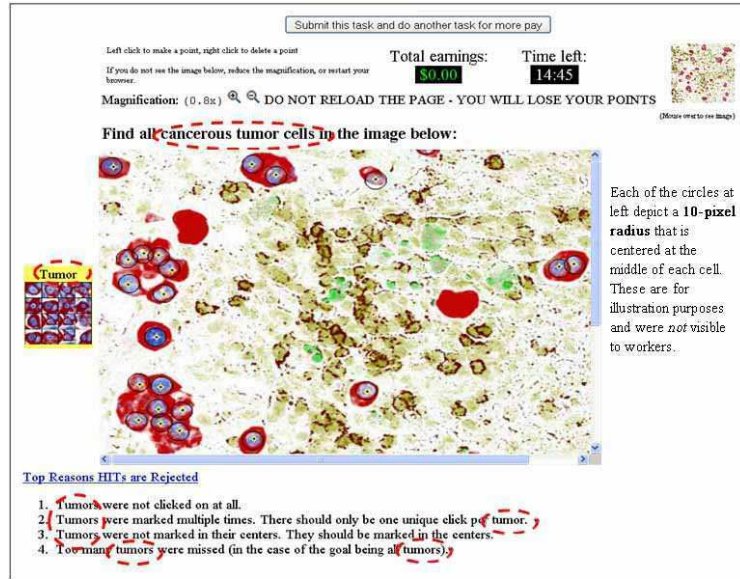 Submit this task and do another task for more pay
Left click to make a point, right click to delete a point
If you do not see the image below, reduce the magnification, or restart your
browser.
Total earnings:
$0.00
Time left:
14:45
Magnification: (0.8x) DO NOT RELOAD THE PAGE - YOU WILL LOSE YOUR POINTS
(Mouse over to see image)
Find all cancerous tumor cells in the image below:
Tumor
Each of the circles at
left depict a 10-pixel
radius that is
centered at the
middle of each cell.
These are for
illustration purposes
and were not visible
to workers.
Top Reasons HITs are Rejected
1. Tumors were not clicked on at all.
2. Tumors were marked multiple times. There should only be one unique click per tumor.
3. Tumors were not marked in their centers. They should be marked in the centers.
4. Too many tumors were missed (in the case of the goal being all tumors).